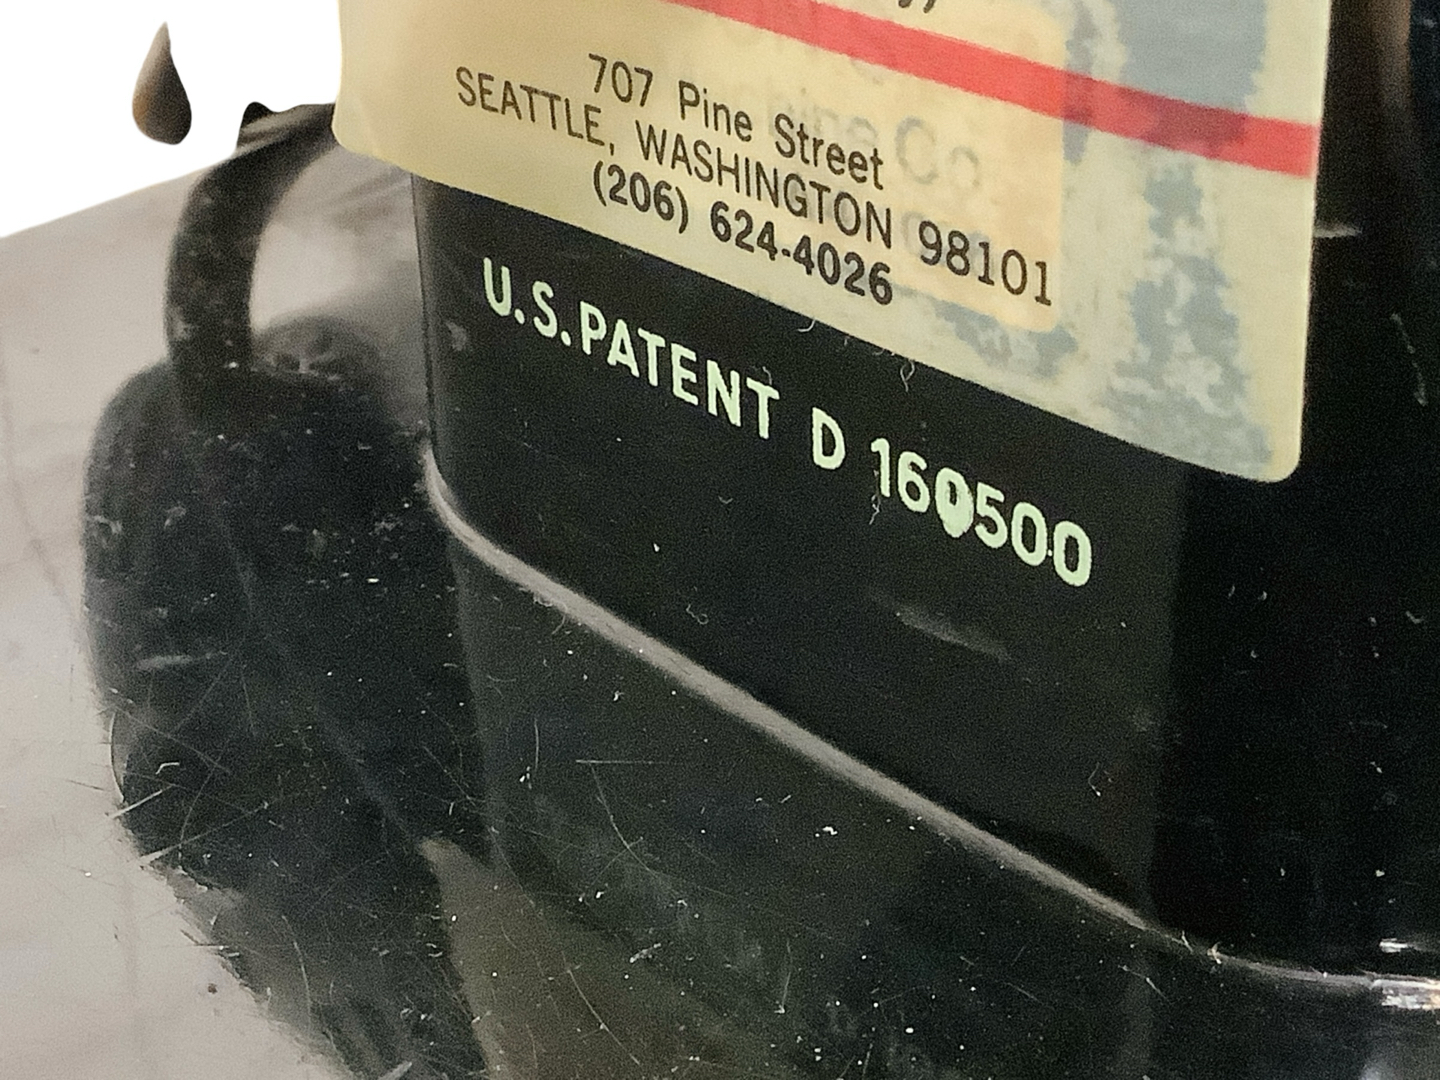 707 Pine Street
SEATTLE, WASHINGTON 98101
(206) 624-4026
U.S. PATENT D 160500